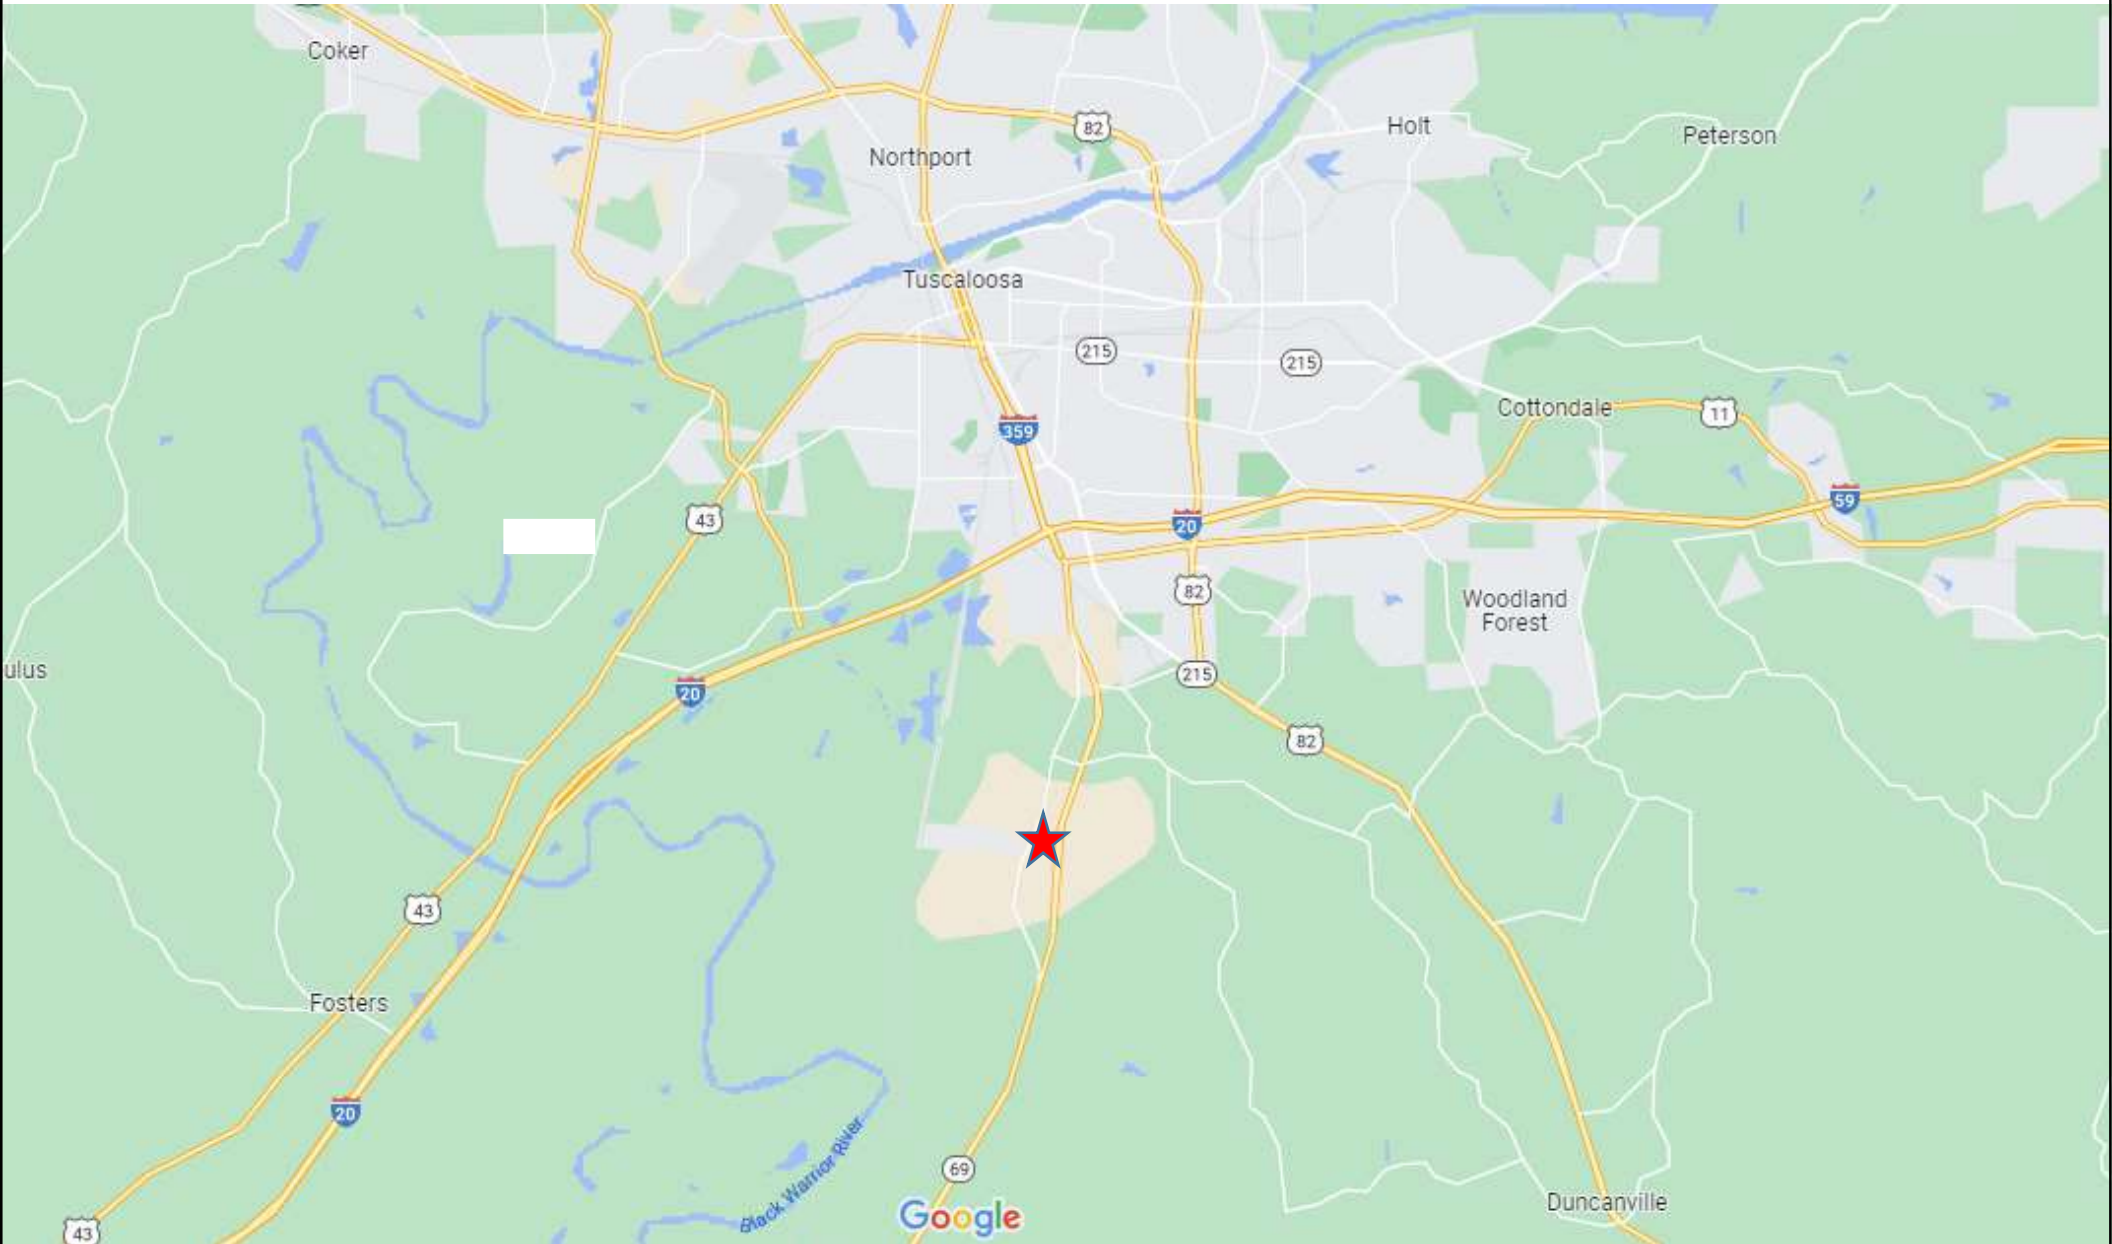 Coker
82
Holt
Peterson
Northport
Tuscaloosa
215
215
Cottondale
11
359
59
43
20
82
Woodland
Forest
ulus
20
215
82
43
Fosters
20
69
Black Warrior River
Duncanville
Google
43